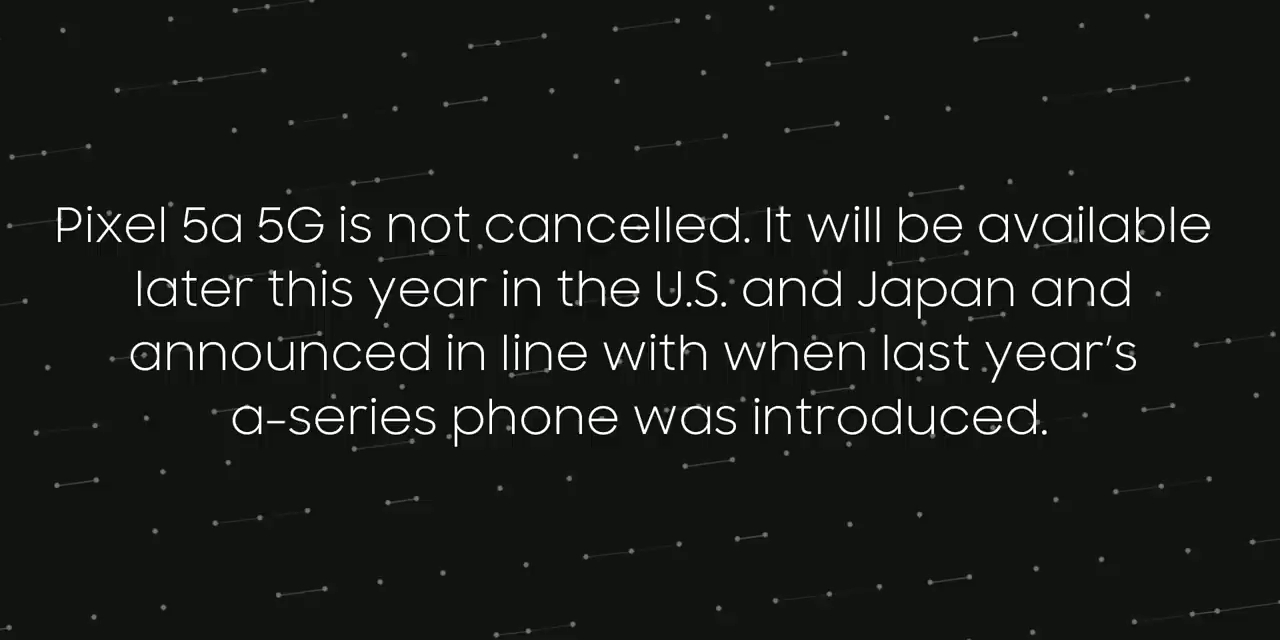 Pixel 5a 5G is not cancelled. It will be available
later this year in the U.S. and Japan and
announced in line with when last year’s
a-series phone was introduced.